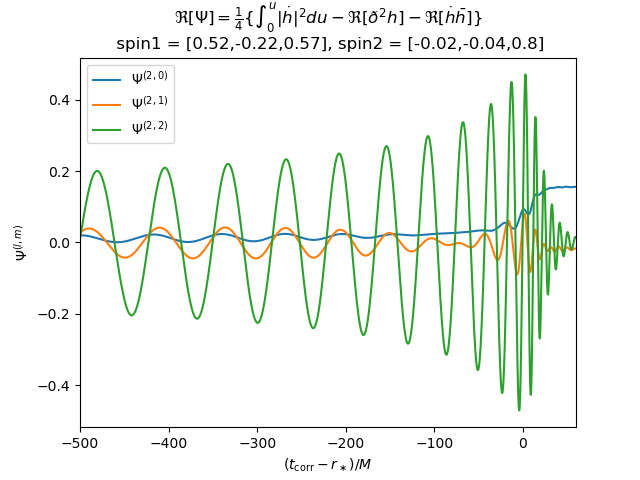 ℜ[Ψ] = 1/4{∫₀ᵘ|ḣ|²du − ℜ[ð²h] − ℜ[ḣh̄]}
spin1 = [0.52,-0.22,0.57], spin2 = [-0.02,-0.04,0.8]
Ψ^(2,0)
Ψ^(2,1)
Ψ^(2,2)
Ψ^(l,m)
0.4
0.2
0.0
−0.2
−0.4
−500 −400 −300 −200 −100 0
(t_corr − r_∗)/M